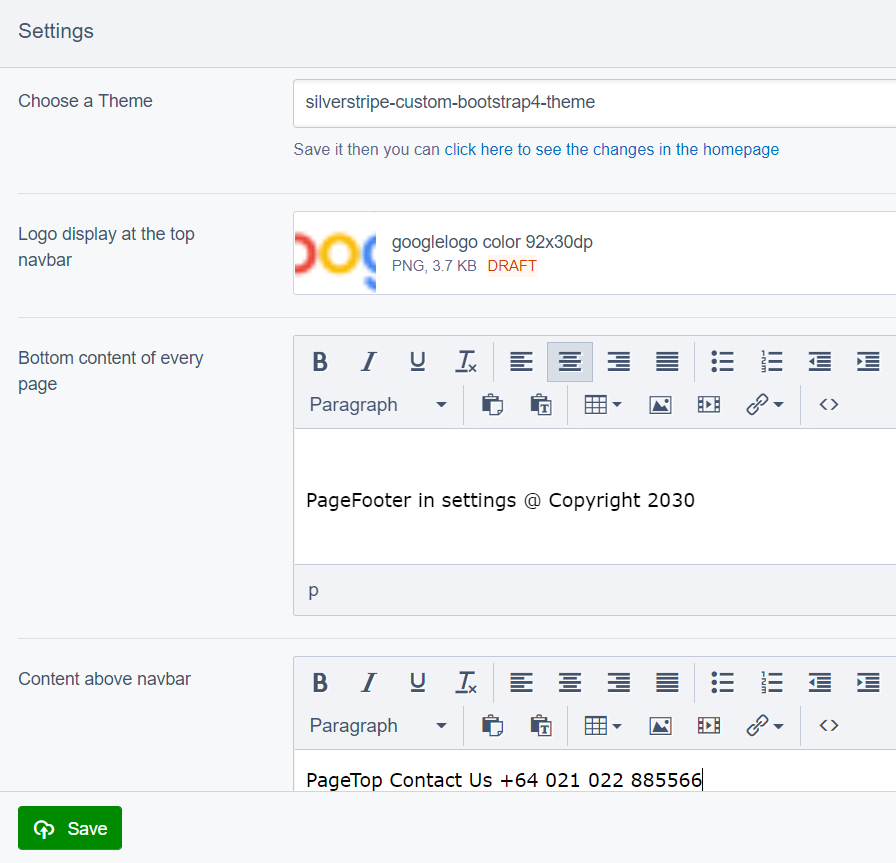 Settings
Choose a Theme
silverstripe-custom-bootstrap4-theme
Save it then you can click here to see the changes in the homepage
Logo display at the top
navbar
googlelogo color 92x30dp
PNG, 3.7 KB DRAFT
Bottom content of every
page
B I U Tx
Paragraph
PageFooter in settings @ Copyright 2030
p
Content above navbar
B I U Tx
Paragraph
PageTop Contact Us +64 021 022 885566
Save